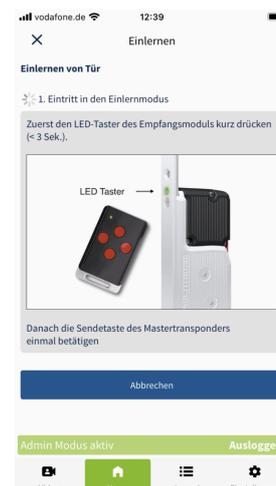 vodafone.de
12:39
Einlernen
Einlernen von Tür
1. Eintritt in den Einlernmodus
Zuerst den LED-Taster des Empfangsmoduls kurz drücken
(< 3 Sek.).
LED Taster
Danach die Sendetaste des Mastertransponders
einmal betätigen
Abbrechen
Admin Modus aktiv
Auslogge